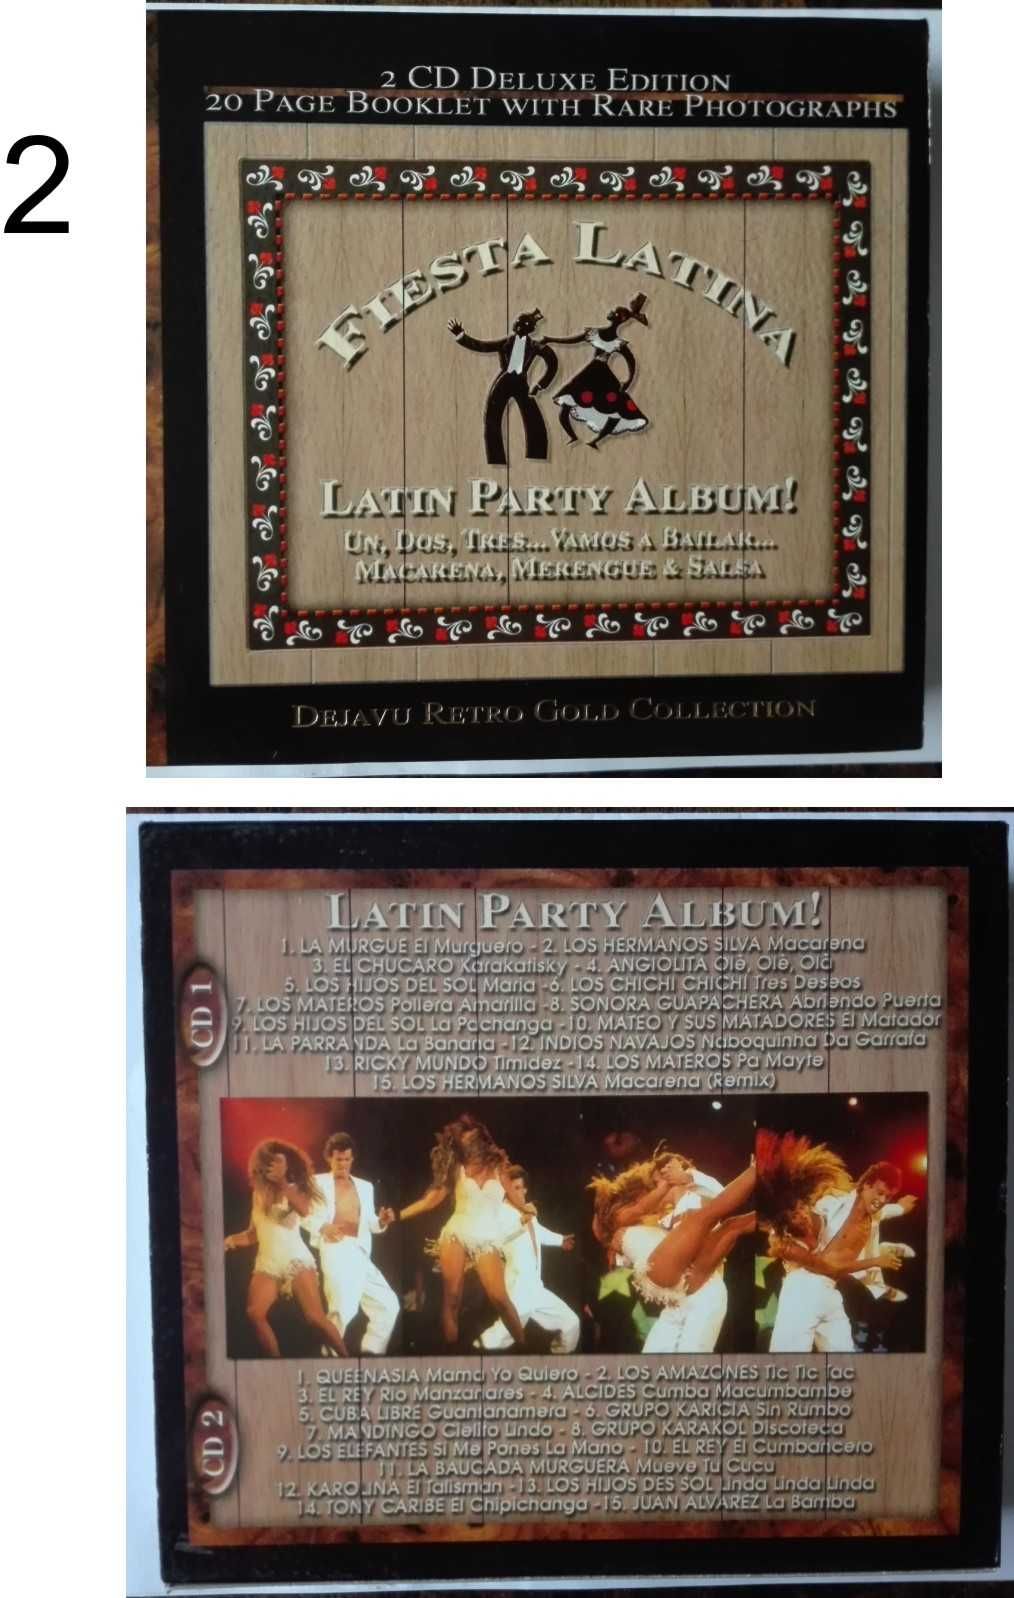 2
2 CD DELUXE EDITION
20 PAGE BOOKLET WITH RARE PHOTOGRAPHS
FIESTA LATINA
LATIN PARTY ALBUM!
UN, DOS, TRES... VAMOS A BAILAR...
MACARENA, MERENGUE & SALSA
DEJAVU RETRO GOLD COLLECTION
LATIN PARTY ALBUM!
CD 1
1. LA MURGUE El Murguero - 2. LOS HERMANOS SILVA Macarena
3. EL CHUCARO Karakatisky - 4. ANGIOLITA Olè, Olè, Olà
5. LOS HIJOS DEL SOL Maria -6. LOS CHICHI CHICHI Tres Deseos
7. LOS MATEROS Pollera Amarilla -8. SONORA GUAPACHERA Abriendo Puerta
9. LOS HIJOS DEL SOL La Pachanga -10. MATEO Y SUS MATADORES El Matador
11. LA PARRANDA La Banana -12. INDIOS NAVAJOS Naboquinha Da Garrafa
13. RICKY MUNDO Timidez -14. LOS MATEROS Pa Mayte
15. LOS HERMANOS SILVA Macarena (Remix)
CD 2
1. QUEENASIA Mama Yo Quiero - 2. LOS AMAZONES Tic Tic Tac
3. EL REY Rio Manzanares - 4. ALCIDES Cumba Macumbambe
5. CUBA LIBRE Guantanamera - 6. GRUPO KARICIA Sin Rumbo
7. MANDINGO Cielito Lindo - 8. GRUPO KARAKOL Discoteca
9. LOS ELEFANTES Si Me Pones La Mano - 10. EL REY El Cumbancero
11. LA BAUCADA MURGUERA Mueve Tu Cucu
12. KAROLINA El Talisman -13. LOS HIJOS DES SOL Linda Linda Linda
14. TONY CARIBE El Chipichanga -15. JUAN ALVAREZ La Bamba